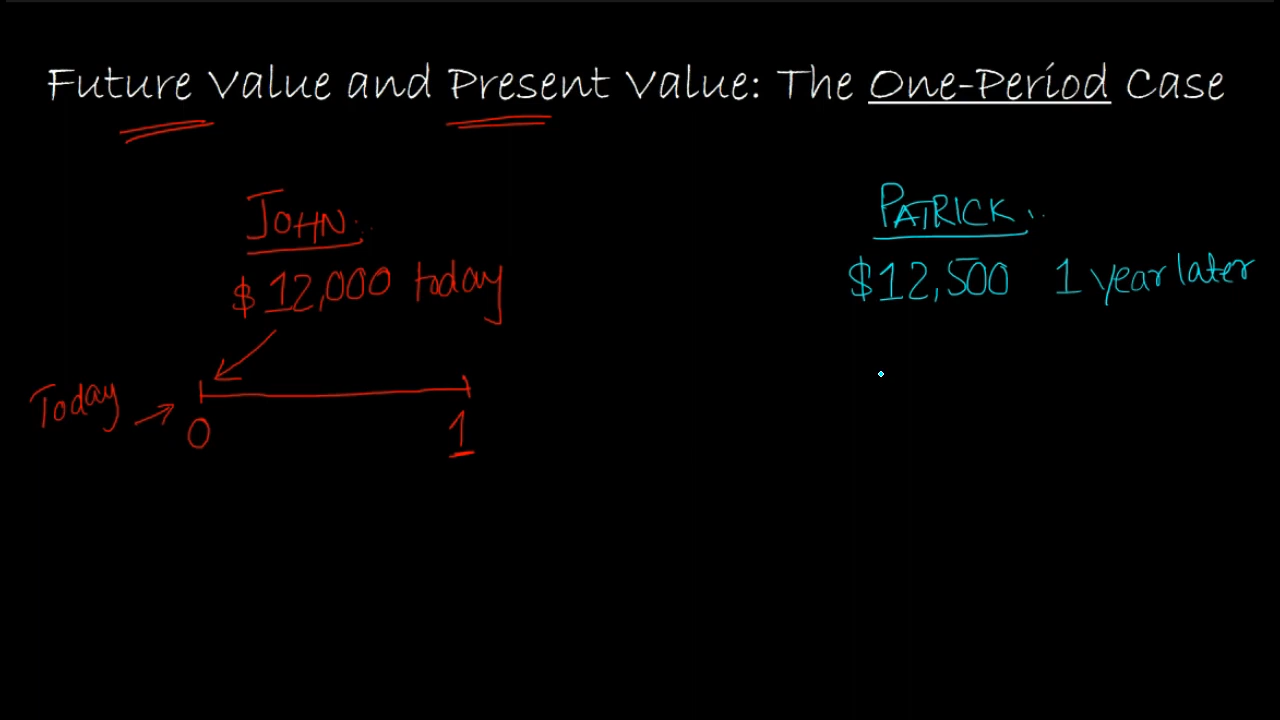 Future Value and Present Value: The One-Period Case
JOHN.
PATRICK...
$12,000 today
$12,500 1 year later
Today
0
1